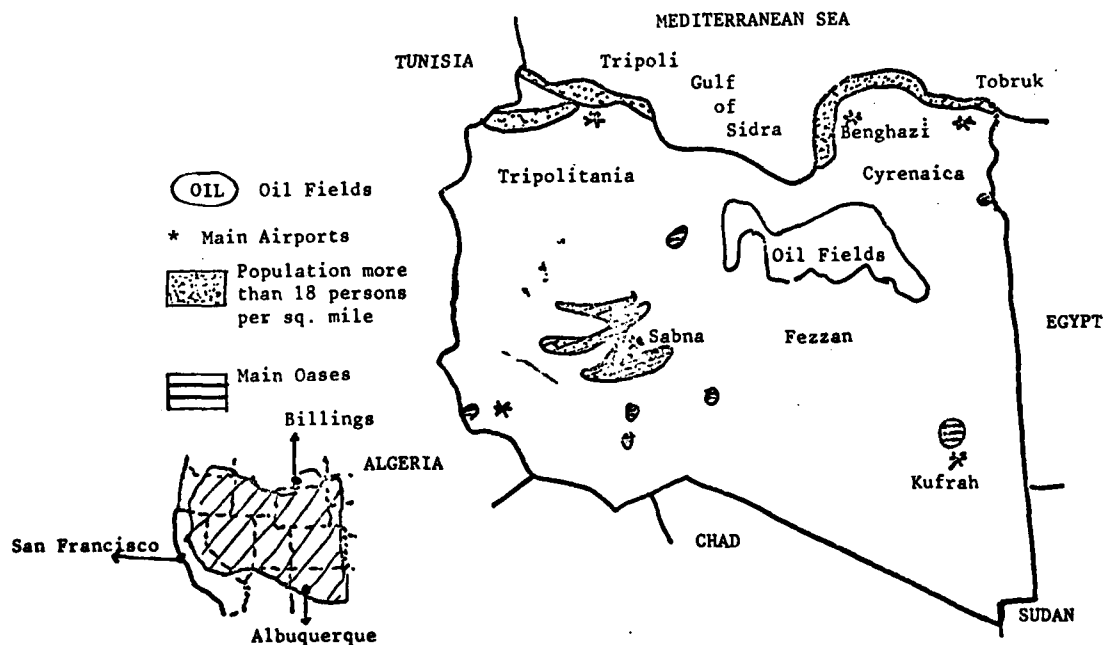 MEDITERRANEAN SEA
TUNISIA
Tripoli
Gulf
of
Sidra
Tobruk
Benghazi
Tripolitania
Cyrenaica
OIL Oil Fields
* Main Airports
Population more
than 18 persons
per sq. mile
Oil Fields
Sabna
Fezzan
EGYPT
Main Oases
Billings
ALGERIA
Kufrah
San Francisco
CHAD
SUDAN
Albuquerque